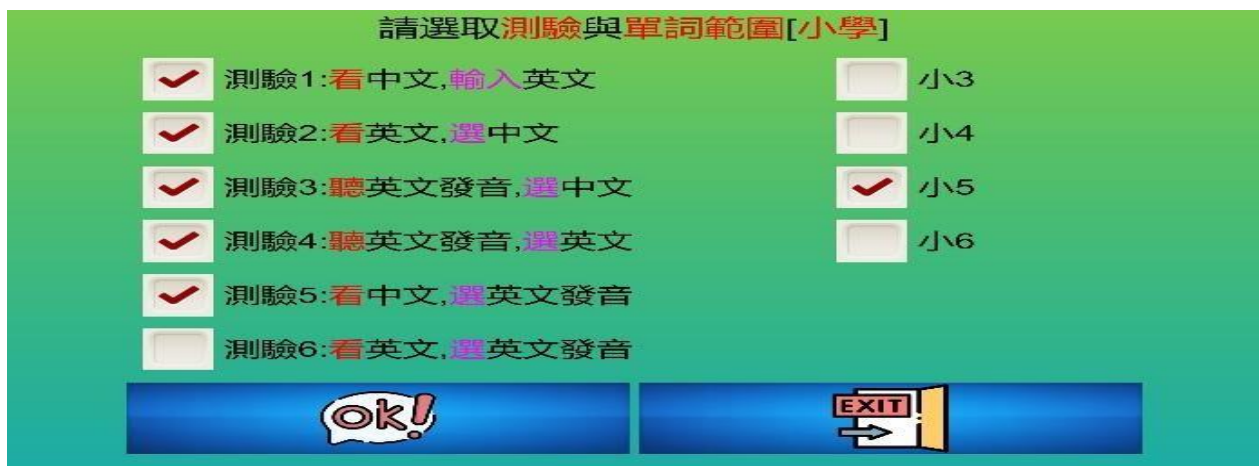 請選取測驗與單詞範圍[小學]
測驗1:看中文,輸入英文
小3
測驗2:看英文,選中文
小4
測驗3:聽英文發音,選中文
小5
測驗4:聽英文發音,選英文
小6
測驗5:看中文,選英文發音
測驗6:看英文,選英文發音
Ok!
EXIT